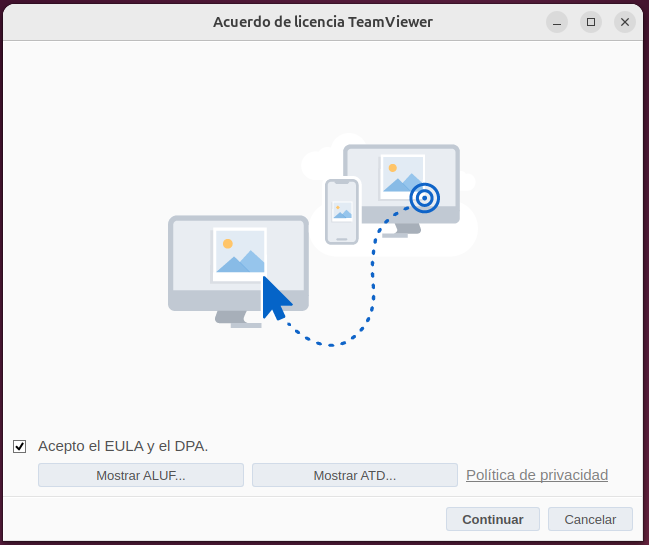 Acuerdo de licencia TeamViewer
Acepto el EULA y el DPA.
Mostrar ALUF... Mostrar ATD... Política de privacidad
Continuar Cancelar